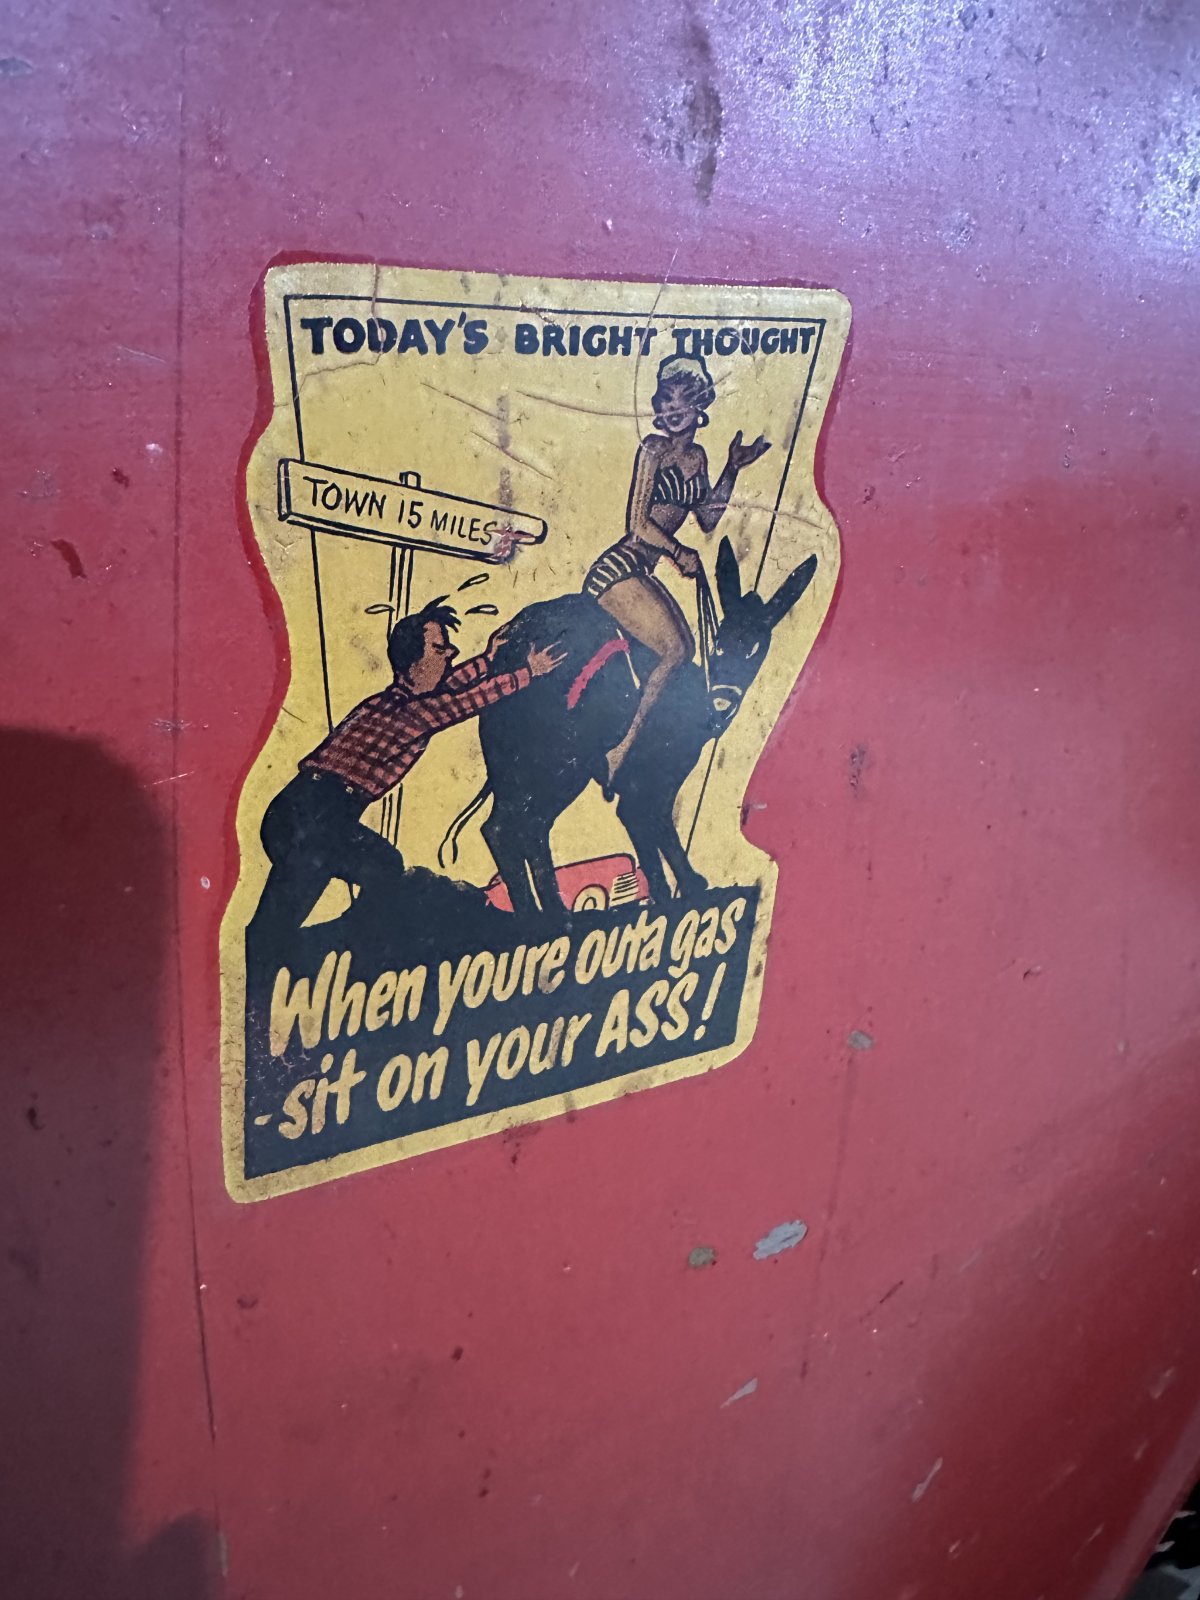 TODAY'S BRIGHT THOUGHT
TOWN 15 MILES
When youre outa gas
-sit on your ASS!